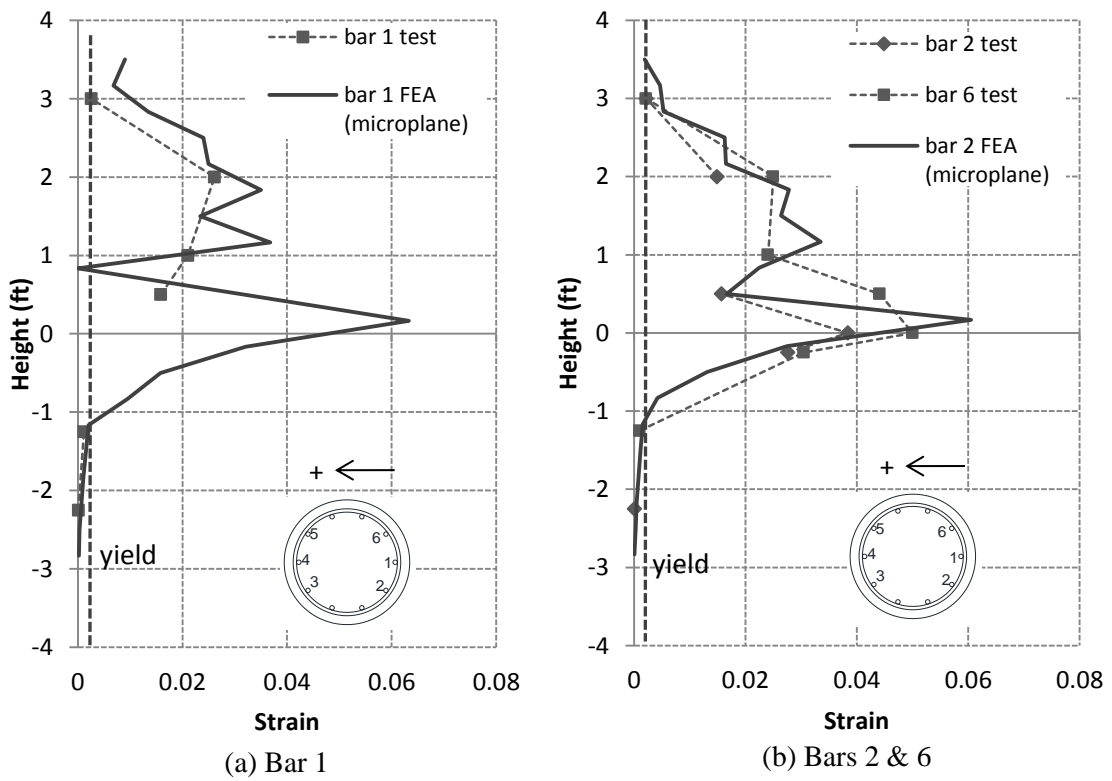 4
3
2
1
0
-1
-2
-3
-4
Height (ft)
bar 1 test
bar 1 FEA
(microplane)
+
5
6
4
1
3
2
yield
0
0.02
0.04
0.06
0.08
Strain
(a) Bar 1
4
3
2
1
0
-1
-2
-3
-4
Height (ft)
bar 2 test
bar 6 test
bar 2 FEA
(microplane)
+
5
6
4
1
3
2
yield
0
0.02
0.04
0.06
0.08
Strain
(b) Bars 2 & 6